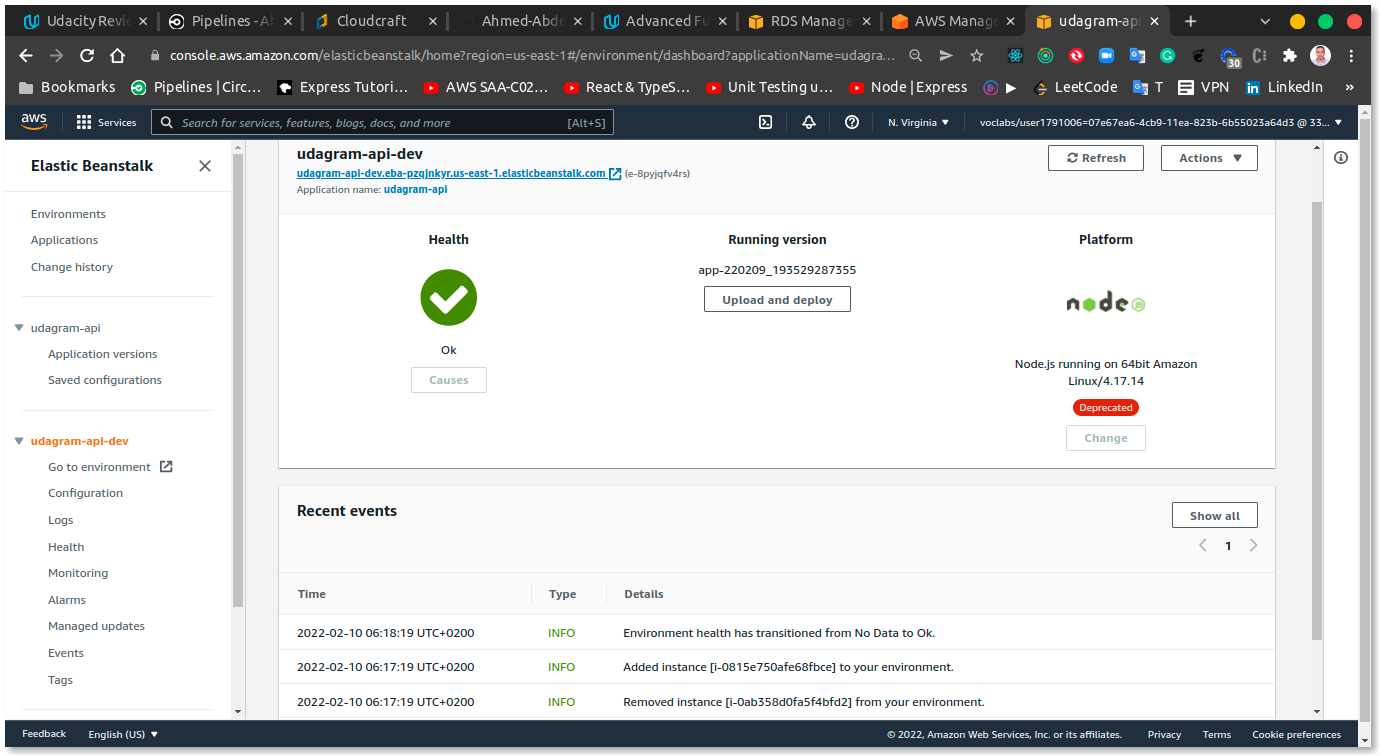 Udacity Revie
Pipelines - Ah
Cloudcraft
Ahmed-Abde
Advanced Fu
RDS Manage
AWS Manag
udagram-api
console.aws.amazon.com/elasticbeanstalk/home?region=us-east-1#/environment/dashboard?applicationName=udagra...
30
Bookmarks
Pipelines | Circ...
Express Tutori...
AWS SAA-C02...
React & TypeS...
Unit Testing u...
Node | Express
LeetCode
T
VPN
LinkedIn
»
aws
Services
Search for services, features, blogs, docs, and more
[Alt+S]
N. Virginia ▼
voclabs/user1791006=07e67ea6-4cb9-11ea-823b-6b55023a64d3 @ 33... ▼
Elastic Beanstalk
Environments
Applications
Change history
udagram-api
Application versions
Saved configurations
udagram-api-dev
Go to environment
Configuration
Logs
Health
Monitoring
Alarms
Managed updates
Events
Tags
udagram-api-dev
udagram-api-dev.eba-pzqjnkyr.us-east-1.elasticbeanstalk.com (e-8pyjqfv4rs)
Application name: udagram-api
Refresh
Actions ▼
Health
Ok
Causes
Running version
app-220209_193529287355
Upload and deploy
Platform
node JS
Node.js running on 64bit Amazon
Linux/4.17.14
Deprecated
Change
Recent events
Show all
1
Time Type Details
2022-02-10 06:18:19 UTC+0200 INFO Environment health has transitioned from No Data to Ok.
2022-02-10 06:17:19 UTC+0200 INFO Added instance [i-0815e750afe68fbce] to your environment.
2022-02-10 06:17:19 UTC+0200 INFO Removed instance [i-0ab358d0fa5f4bfd2] from your environment.
Feedback
English (US) ▼
© 2022, Amazon Web Services, Inc. or its affiliates.
Privacy
Terms
Cookie preferences